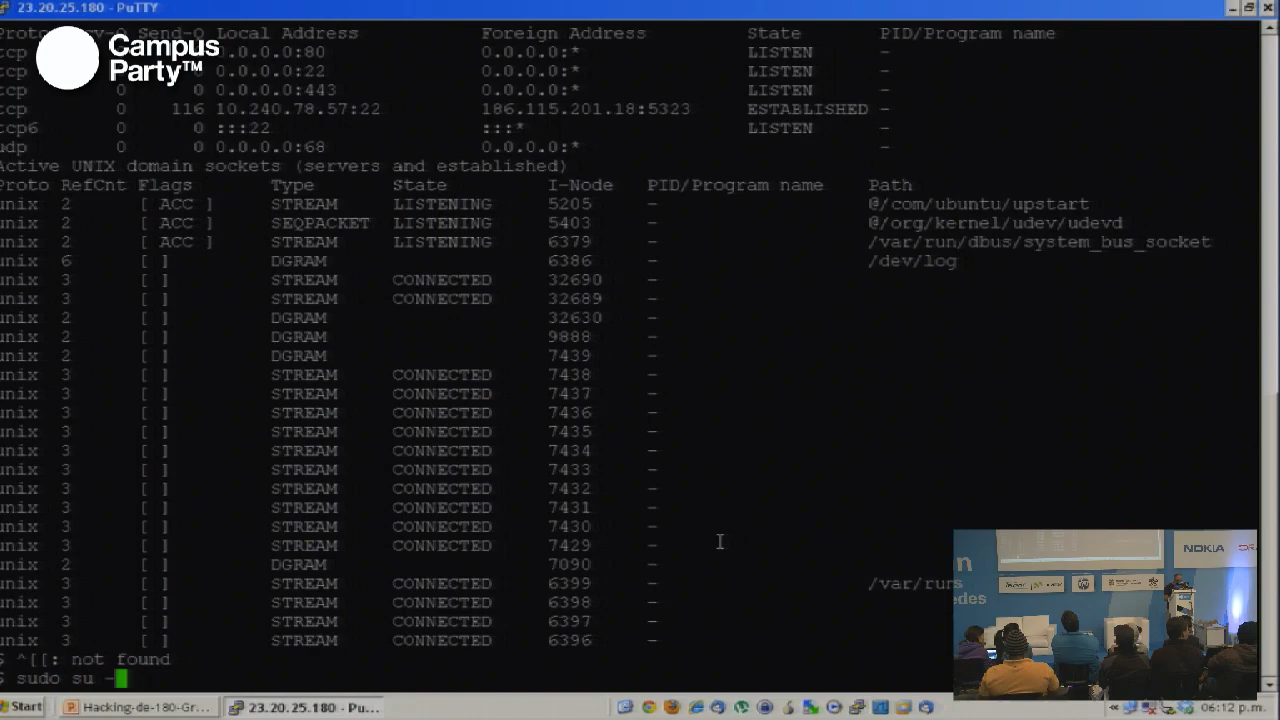 23.20.25.180 - PuTTY
Campus
Party™
Proto Send-Q Local Address Foreign Address State PID/Program name
tcp 0 0.0.0.0:80 0.0.0.0:* LISTEN -
tcp 0 0.0.0.0:22 0.0.0.0:* LISTEN -
tcp 0 0 0.0.0.0:443 0.0.0.0:* LISTEN -
tcp 0 116 10.240.78.57:22 186.115.201.18:5323 ESTABLISHED -
tcp6 0 0 :::22 :::* LISTEN -
udp 0 0 0.0.0.0:68 0.0.0.0:* -
Active UNIX domain sockets (servers and established)
Proto RefCnt Flags Type State I-Node PID/Program name Path
unix 2 [ ACC ] STREAM LISTENING 5205 - @/com/ubuntu/upstart
unix 2 [ ACC ] SEQPACKET LISTENING 5403 - @/org/kernel/udev/udevd
unix 2 [ ACC ] STREAM LISTENING 6379 - /var/run/dbus/system_bus_socket
unix 6 [ ] DGRAM 6386 - /dev/log
unix 3 [ ] STREAM CONNECTED 32690 -
unix 3 [ ] STREAM CONNECTED 32689 -
unix 2 [ ] DGRAM 32630 -
unix 2 [ ] DGRAM 9888 -
unix 2 [ ] DGRAM 7439 -
unix 3 [ ] STREAM CONNECTED 7438 -
unix 3 [ ] STREAM CONNECTED 7437 -
unix 3 [ ] STREAM CONNECTED 7436 -
unix 3 [ ] STREAM CONNECTED 7435 -
unix 3 [ ] STREAM CONNECTED 7434 -
unix 3 [ ] STREAM CONNECTED 7433 -
unix 3 [ ] STREAM CONNECTED 7432 -
unix 3 [ ] STREAM CONNECTED 7431 -
unix 3 [ ] STREAM CONNECTED 7430 -
unix 3 [ ] STREAM CONNECTED 7429 -
unix 2 [ ] DGRAM 7090 -
unix 3 [ ] STREAM CONNECTED 6399 - /var/run
unix 3 [ ] STREAM CONNECTED 6398 -
unix 3 [ ] STREAM CONNECTED 6397 -
unix 3 [ ] STREAM CONNECTED 6396 -
$ ^[[: not found
$ sudo su -
NOKIA
edes
Start Hacking-de-180-Gr... 23.20.25.180 - Pu... 06:12 p.m.